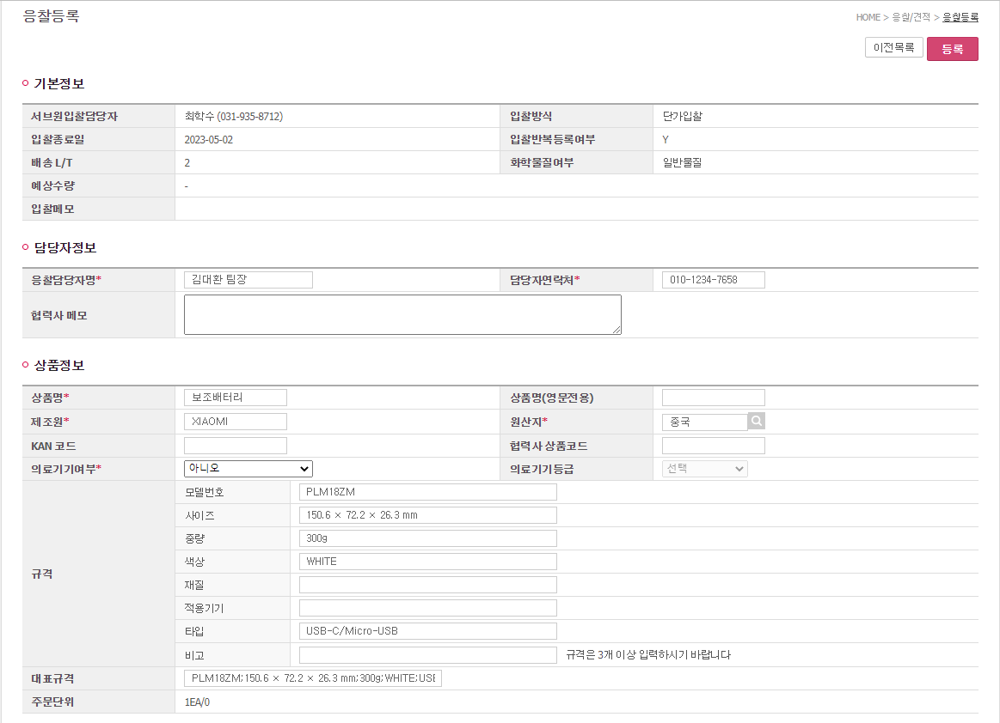 응찰등록
HOME > 응찰/견적 > 응찰등록
이전목록 등록
기본정보
서브원입찰담당자 최학수 (031-935-8712) 입찰방식 단가입찰
입찰종료일 2023-05-02 입찰반복등록여부 Y
배송 L/T 2 화학물질여부 일반물질
예상수량 -
입찰메모
담당자정보
응찰담당자명* 김대환 팀장 담당자연락처* 010-1234-7658
협력사 메모
상품정보
상품명* 보조배터리 상품명(영문전용)
제조원* XIAOMI 원산지* 중국
KAN 코드 협력사 상품코드
의료기기여부* 아니오 의료기기등급 선택
규격
모델번호 PLM18ZM
사이즈 150.6 × 72.2 × 26.3 mm
중량 300g
색상 WHITE
재질
적용기기
타입 USB-C/Micro-USB
비고 규격은 3개 이상 입력하시기 바랍니다
대표규격 PLM18ZM;150.6 × 72.2 × 26.3 mm;300g;WHITE;USE
주문단위 1EA/0